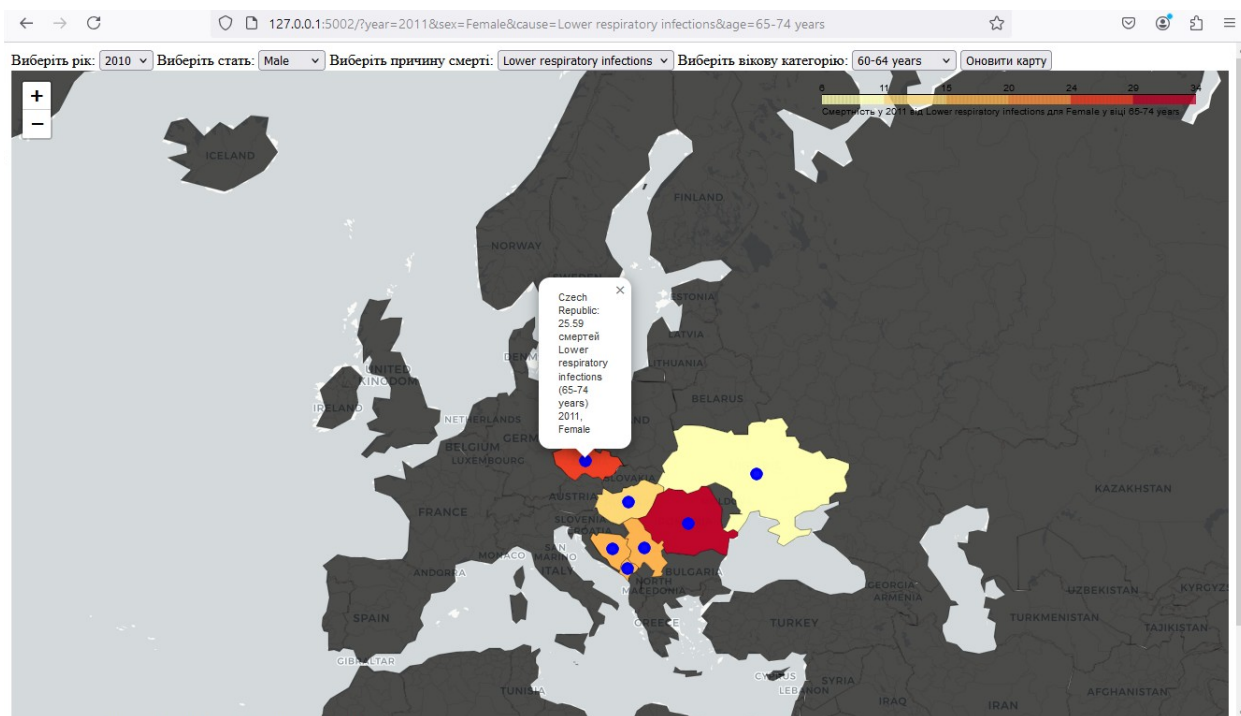 127.0.0.1:5002/?year=2011&sex=Female&cause=Lower respiratory infections&age=65-74 years
Виберіть рік: 2010 Виберіть стать: Male Виберіть причину смерті: Lower respiratory infections Виберіть вікову категорію: 60-64 years Оновити карту
+
−
6 11 15 20 24 29 34
Смертність у 2011 від Lower respiratory infections для Female у віці 65-74 years
ICELAND
FINLAND
NORWAY
SWEDEN
×
Czech
Republic:
25.59
смертей
Lower
respiratory
infections
(65-74
years)
2011,
Female
ESTONIA
LATVIA
UNITED
KINGDOM
IRELAND
BELARUS
NETHERLANDS
BELGIUM
LUXEMBOURG
KAZAKHSTAN
AUSTRIA
FRANCE
SLOVENIA
CROATIA
MONACO
SAN
MARINO
ITALY
ANDORRA
BULGARIA
NORTH
MACEDONIA
GEORGIA
ARMENIA
UZBEKISTAN
SPAIN
GREECE
TURKEY
TURKMENISTAN
TAJIKISTAN
GIBRALTAR
TUNISIA
CYPRUS
SYRIA
LEBANON
IRAQ
IRAN
AFGHANISTAN